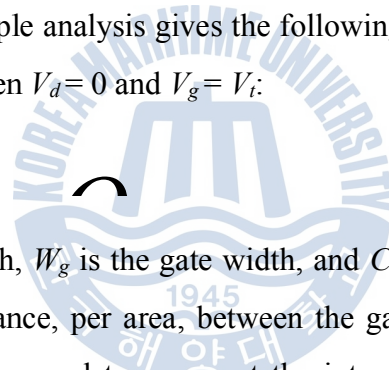 ple analysis gives the followin
en V_d = 0 and V_g = V_t:
KOREA MARITIME UNIVERSITY
h, W_g is the gate width, and C
1945
ance, per area, between the ga